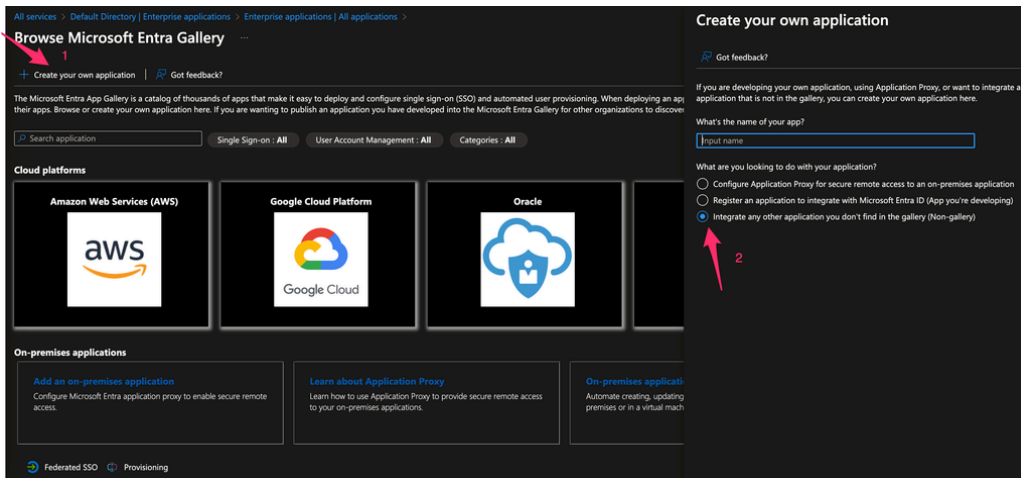 All services > Default Directory | Enterprise applications > Enterprise applications | All applications >
Browse Microsoft Entra Gallery ...
1
+ Create your own application | Got feedback?
The Microsoft Entra App Gallery is a catalog of thousands of apps that make it easy to deploy and configure single sign-on (SSO) and automated user provisioning. When deploying an app
their apps. Browse or create your own application here. If you are wanting to publish an application you have developed into the Microsoft Entra Gallery for other organizations to discover
Search application
Single Sign-on : All
User Account Management : All
Categories : All
Cloud platforms
Amazon Web Services (AWS)
aws
Google Cloud Platform
Google Cloud
Oracle
On-premises applications
Add an on-premises application
Configure Microsoft Entra application proxy to enable secure remote
access.
Learn about Application Proxy
Learn how to use Application Proxy to provide secure remote access
to your on-premises applications.
On-premises applicati
Automate creating, updating
premises or in a virtual mach
Federated SSO
Provisioning
Create your own application
Got feedback?
If you are developing your own application, using Application Proxy, or want to integrate a
application that is not in the gallery, you can create your own application here.
What's the name of your app?
Input name
What are you looking to do with your application?
Configure Application Proxy for secure remote access to an on-premises application
Register an application to integrate with Microsoft Entra ID (App you're developing)
Integrate any other application you don't find in the gallery (Non-gallery)
2